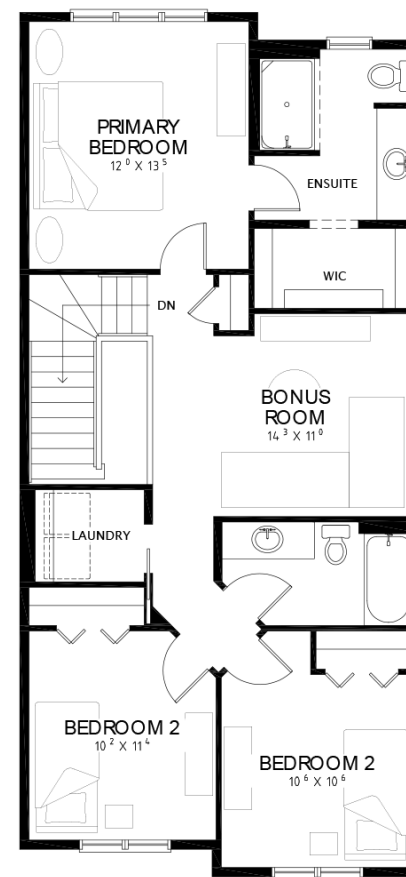 PRIMARY
BEDROOM
12 ⁰ X 13 ⁵
ENSUITE
WIC
DN
BONUS
ROOM
14 ³ X 11 ⁰
LAUNDRY
BEDROOM 2
10 ² X 11 ⁴
BEDROOM 2
10 ⁶ X 10 ⁶